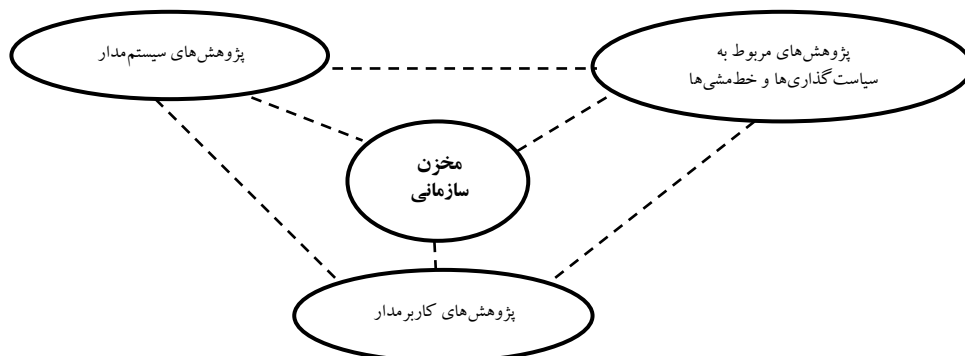 پژوهش‌های مربوط به
سیاست‌گذاری‌ها و خط‌مشی‌ها
پژوهش‌های سیستم‌مدار
مخزن
سازمانی
پژوهش‌های کاربرمدار